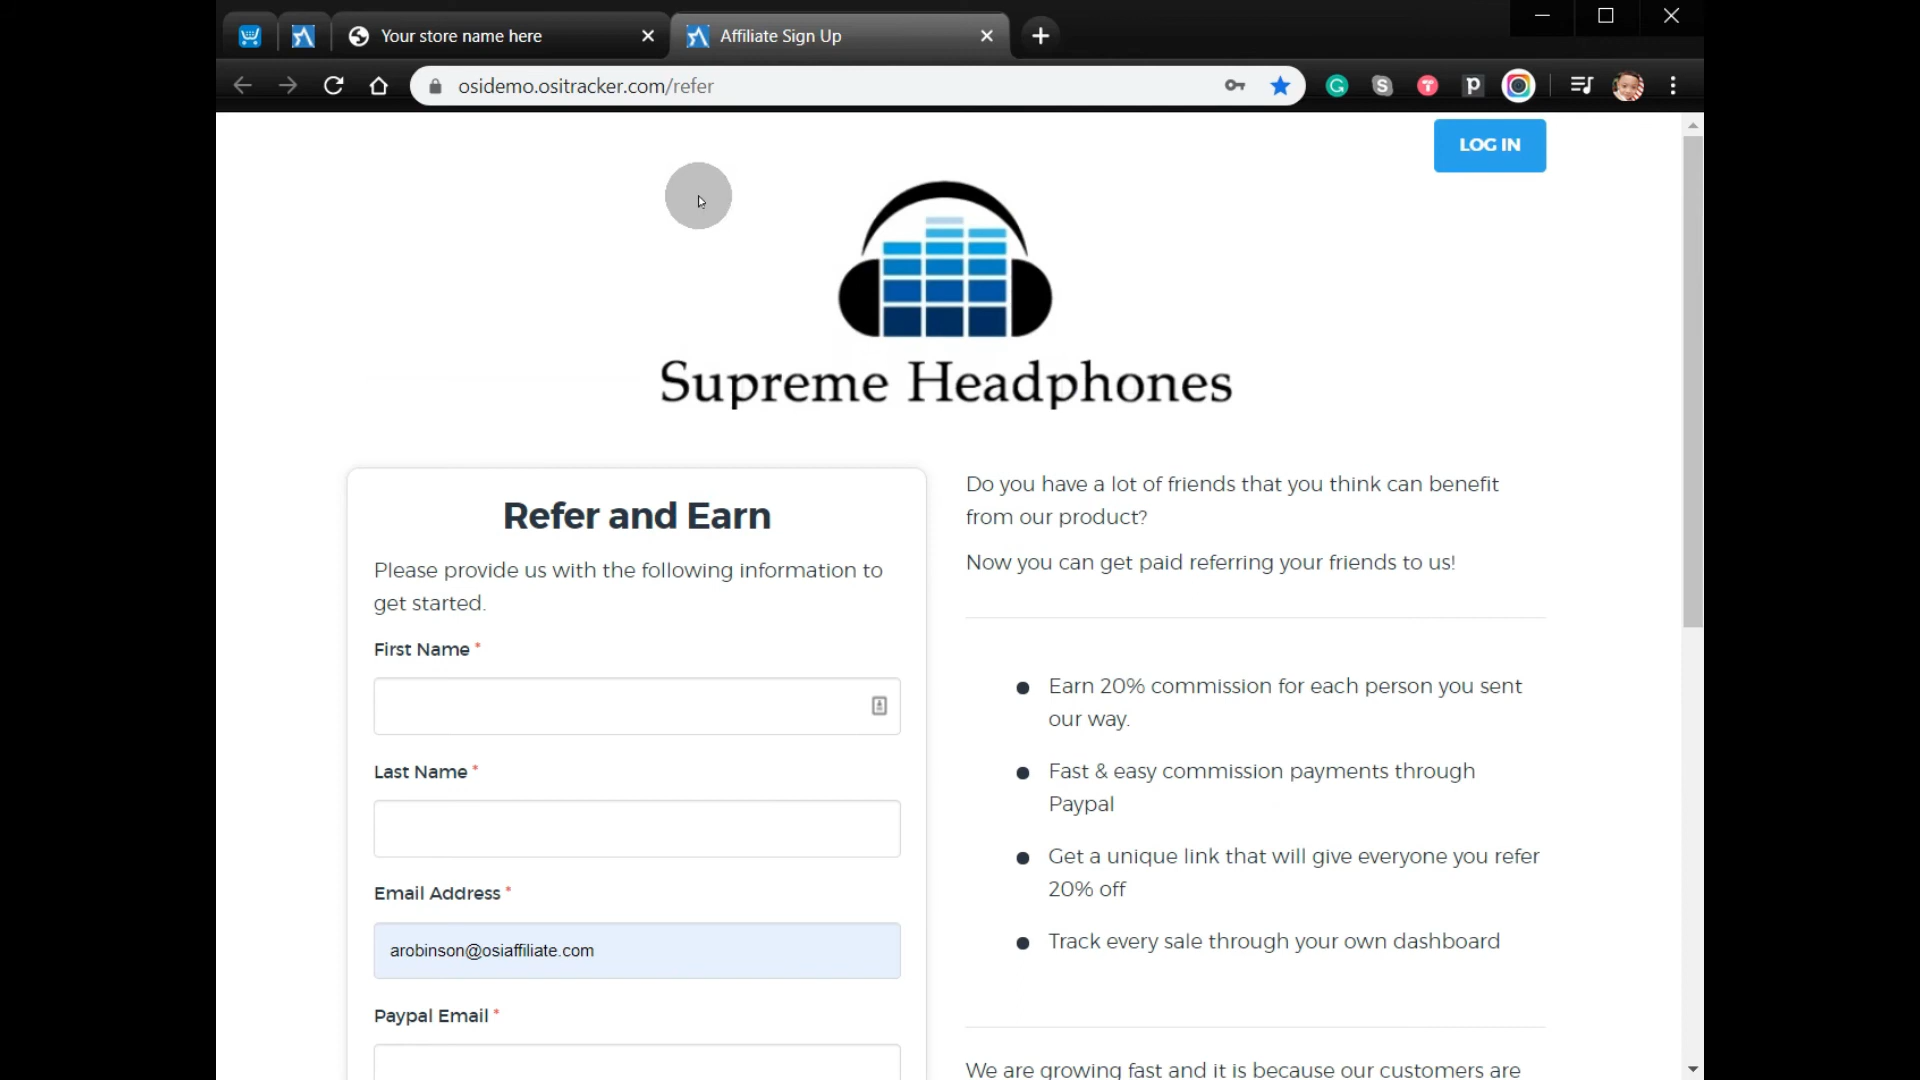 Your store name here
Affiliate Sign Up
osidemo.ositracker.com/refer
LOG IN
Supreme Headphones
Refer and Earn
Please provide us with the following information to
get started.
First Name *
Last Name *
Email Address *
arobinson@osiaffiliate.com
Paypal Email *
Do you have a lot of friends that you think can benefit
from our product?
Now you can get paid referring your friends to us!
Earn 20% commission for each person you sent
our way.
Fast & easy commission payments through
Paypal
Get a unique link that will give everyone you refer
20% off
Track every sale through your own dashboard
We are growing fast and it is because our customers are